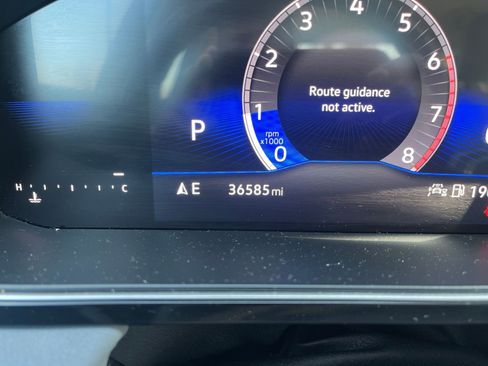 2
3
4
5
6
7
8
1
0
rpm
x1000
Route guidance
not active.
P
H C
E
36585 mi